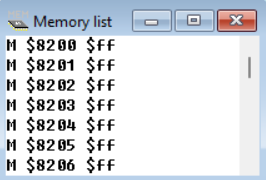 Memory list
M $8200 $ff
M $8201 $ff
M $8202 $ff
M $8203 $ff
M $8204 $ff
M $8205 $ff
M $8206 $ff